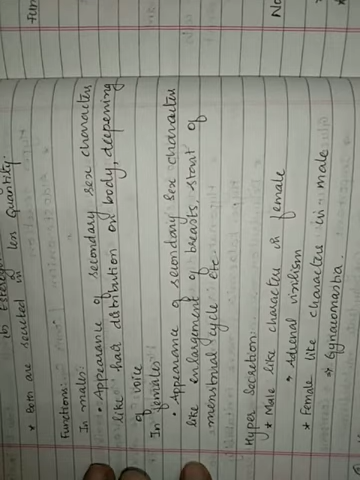 ib) Estrogen
* Both are secreted in less quantity.
Functions:-
In males:
• Appearance of secondary sex characters
like hair distribution on body, deepening
of voice
In females:
• Appearance of secondary sex character
like enlargement of breasts, start of
menstrual cycle etc
Hyper Secretion:
* Male like character in female
→ Adrenal virilism
* Female like character in male
→ Gynaecomastia.